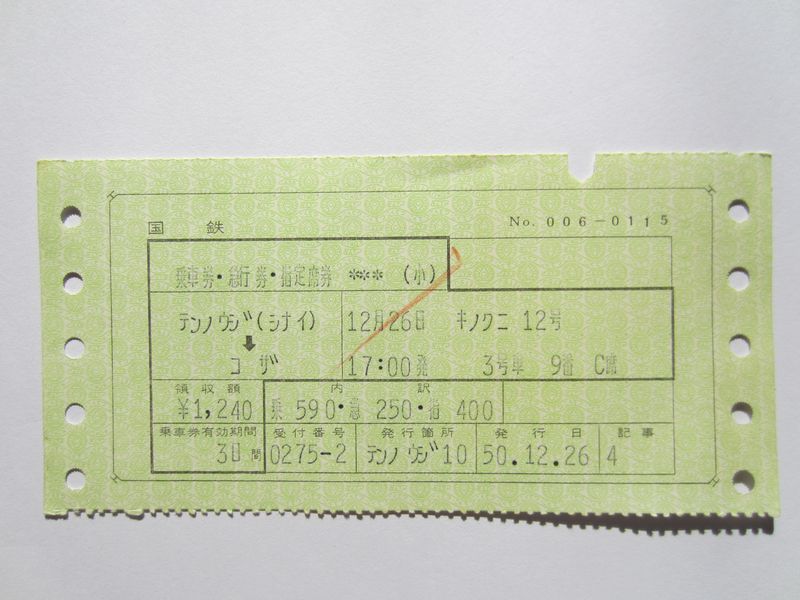 国 鉄 No. 006-0115
乗車券・急行券・指定席券 *** (小)
テンノウジ(シナイ) 12月26日 キノクニ 12号
↓
コザ 17:00発 3号車 9番 C席
領収額 内訳
¥1,240 乗 590・急 250・指 400
乗車券有効期間 受付番号 発行箇所 発行日 記事
3日間 0275-2 テンノウジ10 50.12.26 4